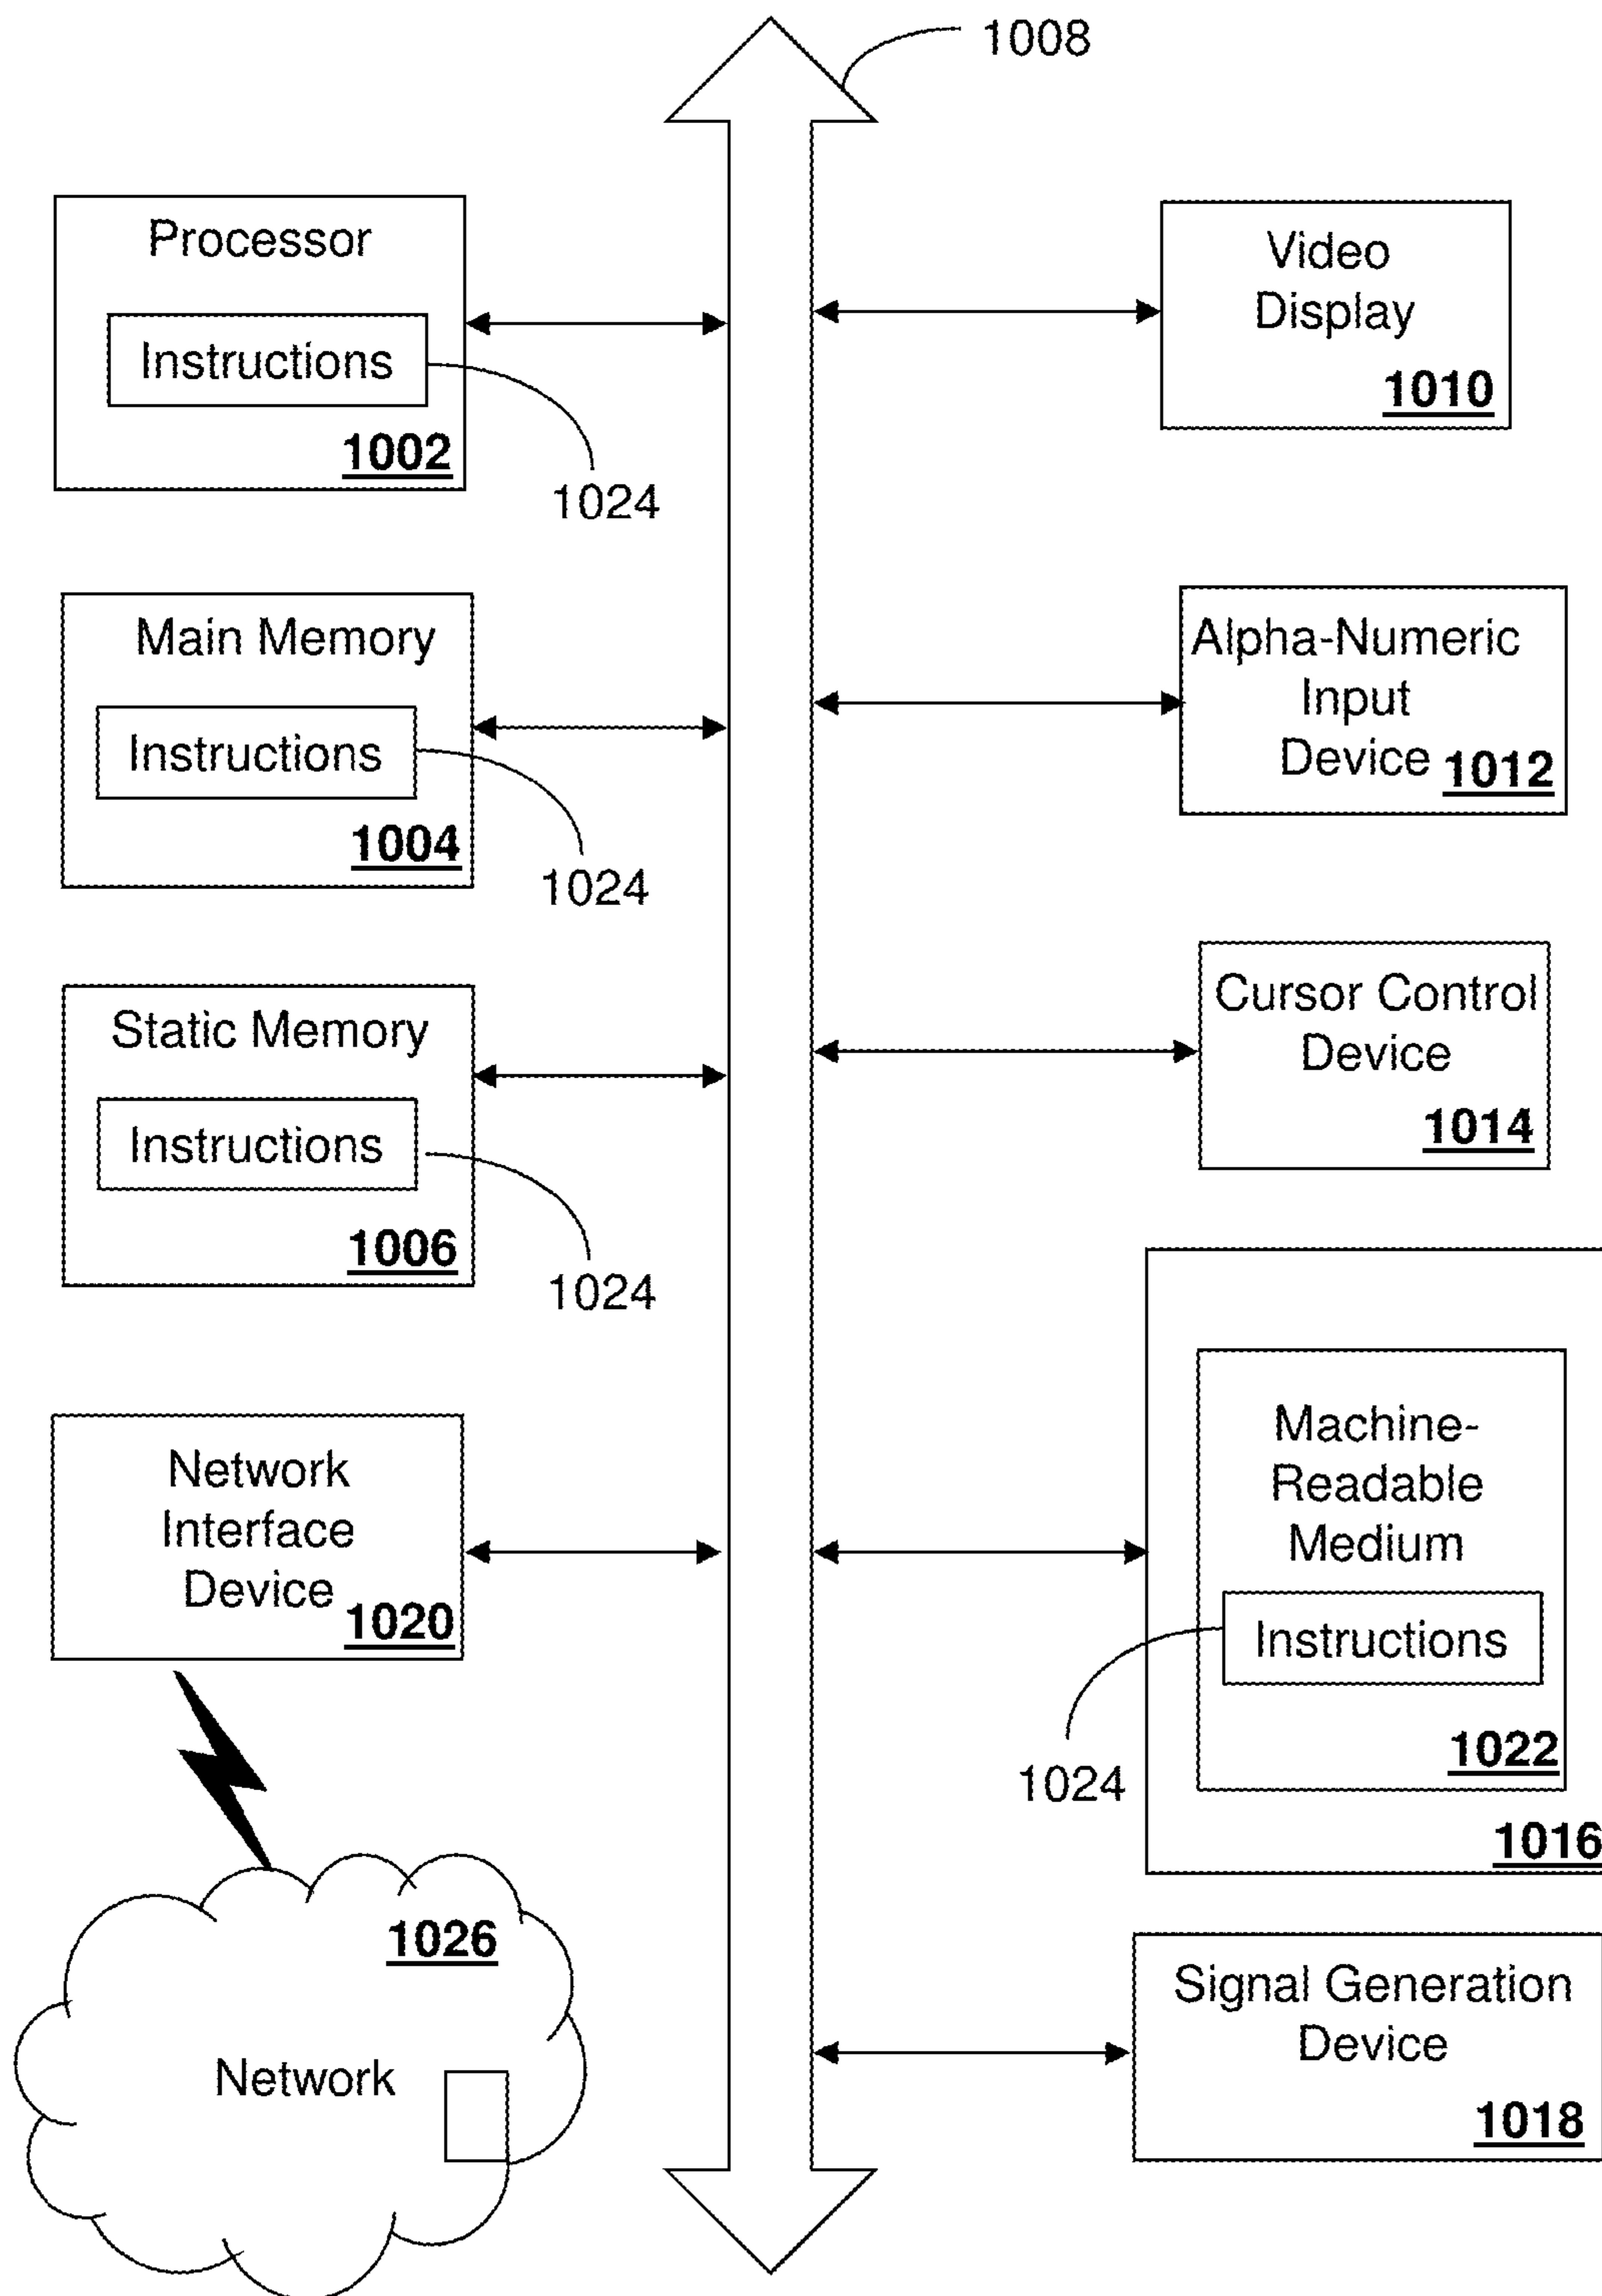 1008
Processor
Instructions
1002
1024
Main Memory
Instructions
1004
1024
Static Memory
Instructions
1006
1024
Network
Interface
Device
1020
1026
Network
Video
Display
1010
Alpha-Numeric
Input
Device 1012
Cursor Control
Device
1014
Machine-
Readable
Medium
Instructions
1022
1024
1016
Signal Generation
Device
1018